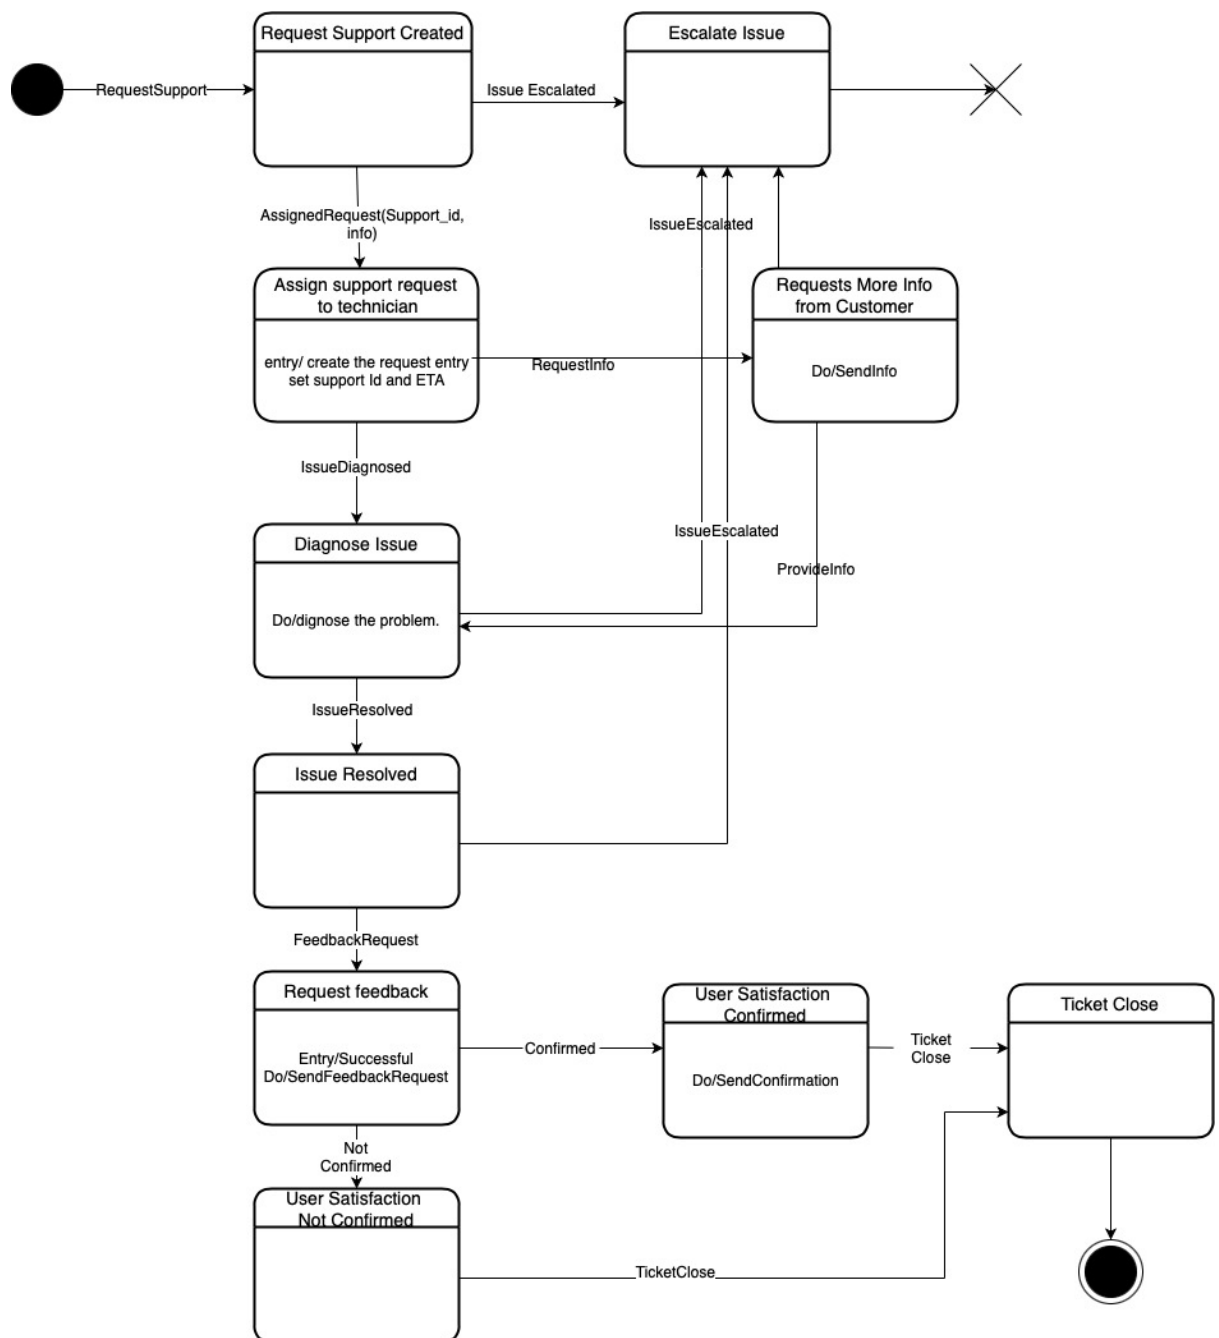 Request Support Created
Escalate Issue
RequestSupport
Issue Escalated
AssignedRequest(Support_id,
info)
IssueEscalated
Assign support request
to technician
Requests More Info
from Customer
entry/ create the request entry
set support Id and ETA
RequestInfo
Do/SendInfo
IssueDiagnosed
Diagnose Issue
IssueEscalated
ProvideInfo
Do/dignose the problem.
IssueResolved
Issue Resolved
FeedbackRequest
Request feedback
User Satisfaction
Confirmed
Ticket Close
Entry/Successful
Do/SendFeedbackRequest
Confirmed
Ticket
Close
Do/SendConfirmation
Not
Confirmed
User Satisfaction
Not Confirmed
TicketClose